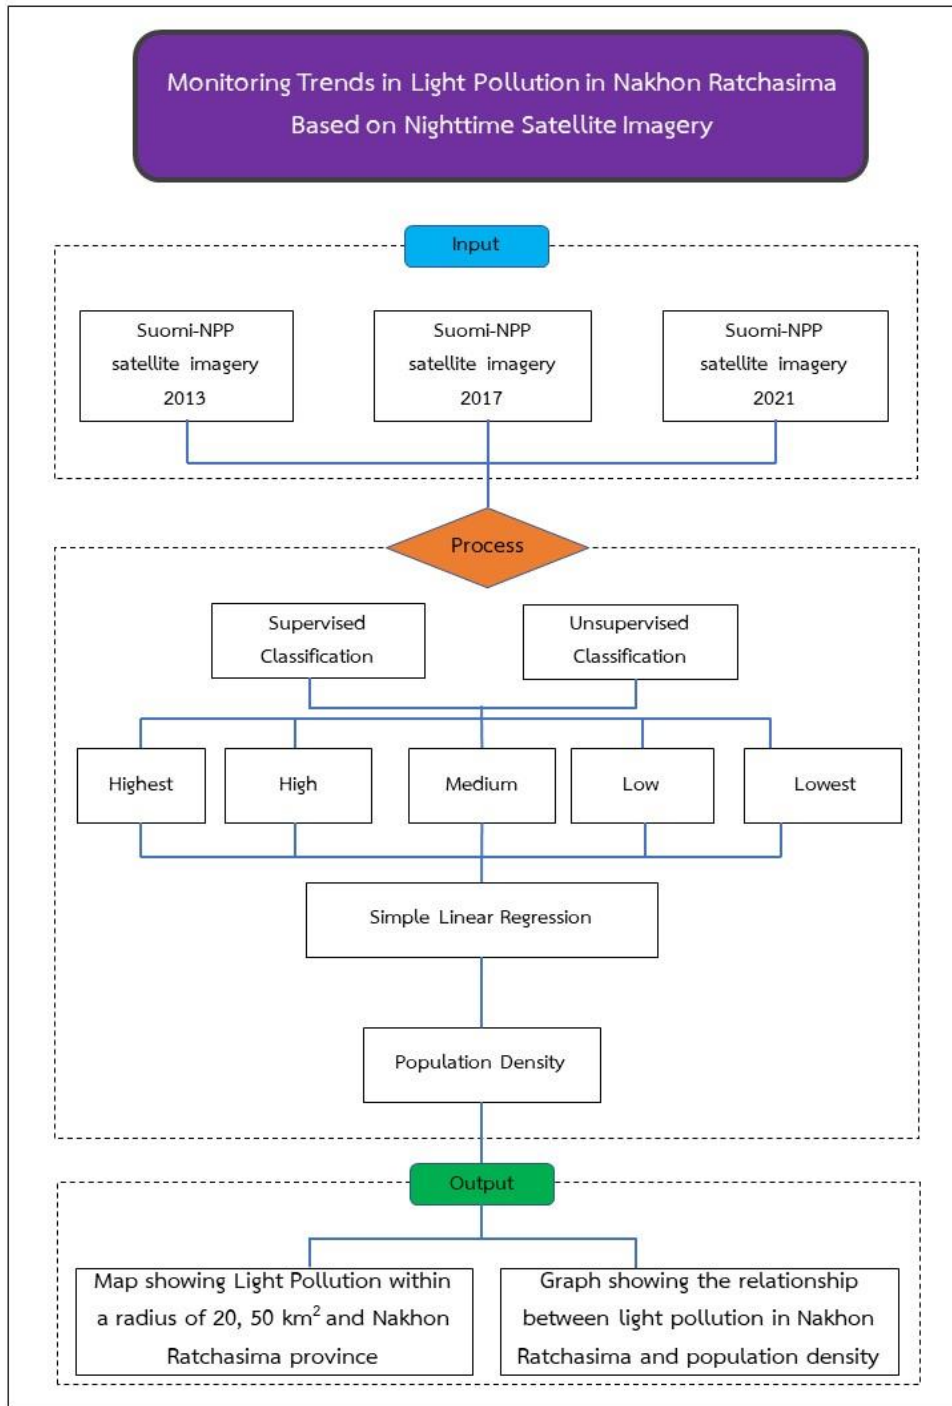 Monitoring Trends in Light Pollution in Nakhon Ratchasima
Based on Nighttime Satellite Imagery
Input
Suomi-NPP
satellite imagery
2013
Suomi-NPP
satellite imagery
2017
Suomi-NPP
satellite imagery
2021
Process
Supervised
Classification
Unsupervised
Classification
Highest
High
Medium
Low
Lowest
Simple Linear Regression
Population Density
Output
Map showing Light Pollution within
a radius of 20, 50 km² and Nakhon
Ratchasima province
Graph showing the relationship
between light pollution in Nakhon
Ratchasima and population density